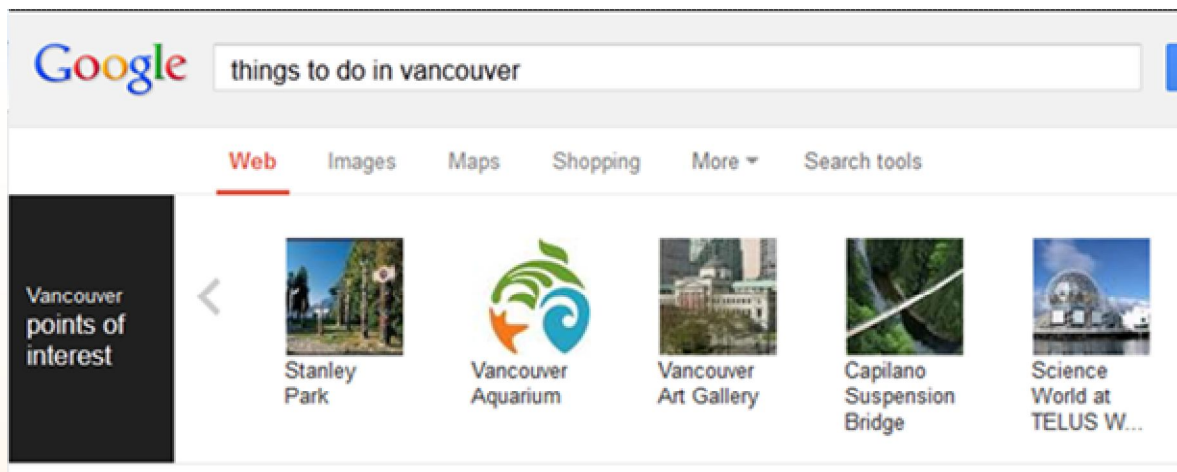 Google
things to do in vancouver
Web Images Maps Shopping More Search tools
Vancouver
points of
interest
Stanley
Park
Vancouver
Aquarium
Vancouver
Art Gallery
Capilano
Suspension
Bridge
Science
World at
TELUS W...